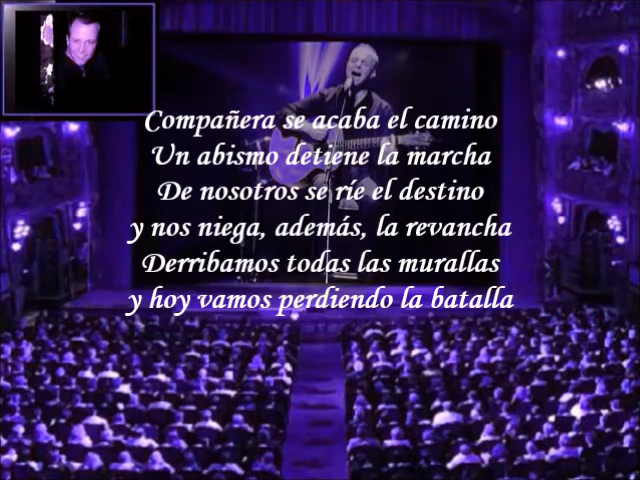 Compañera se acaba el camino
Un abismo detiene la marcha
De nosotros se ríe el destino
y nos niega, además, la revancha
Derribamos todas las murallas
y hoy vamos perdiendo la batalla